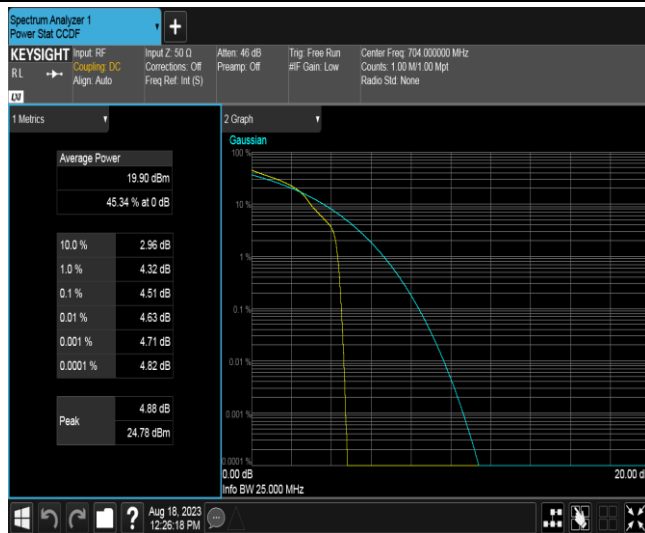 Spectrum Analyzer 1
Power Stat CCDF
+
KEYSIGHT
RL
Input: RF
Coupling: DC
Align: Auto
Input Z: 50 Ω
Corrections: Off
Freq Ref: Int (S)
Atten: 46 dB
Preamp: Off
Trig: Free Run
#IF Gain: Low
Center Freq: 704.000000 MHz
Counts: 1.00 M/1.00 Mpt
Radio Std: None
LXI
1 Metrics
Average Power
19.90 dBm
45.34 % at 0 dB
10.0 % 2.96 dB
1.0 % 4.32 dB
0.1 % 4.51 dB
0.01 % 4.63 dB
0.001 % 4.71 dB
0.0001 % 4.82 dB
Peak
4.88 dB
24.78 dBm
2 Graph
Gaussian
100 %
10 %
1 %
0.1 %
0.01 %
0.001 %
0.0001 %
0.00 dB
20.00 d
Info BW 25.000 MHz
?
Aug 18, 2023
12:26:18 PM